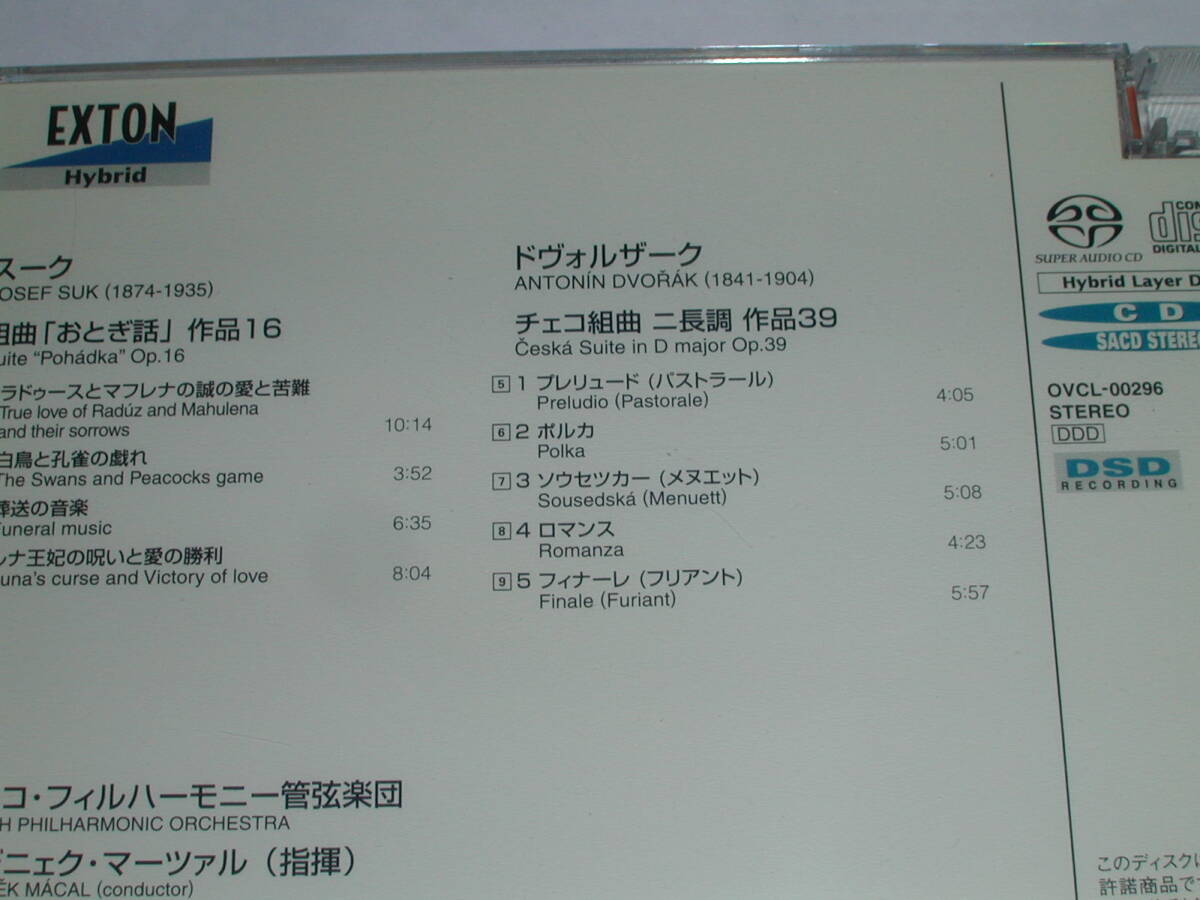 EXTON
Hybrid
スーク
OSEF SUK (1874-1935)
組曲「おとぎ話」作品16
uite "Pohádka" Op.16
ラドゥースとマフレナの誠の愛と苦難
True love of Radúz and Mahulena
and their sorrows 10:14
白鳥と孔雀の戯れ
The Swans and Peacocks game 3:52
葬送の音楽
Funeral music 6:35
ルナ王妃の呪いと愛の勝利
una's curse and Victory of love 8:04
ドヴォルザーク
ANTONÍN DVOŘÁK (1841-1904)
チェコ組曲 ニ長調 作品39
Česká Suite in D major Op.39
5 1 プレリュード (パストラール)
Preludio (Pastorale) 4:05
6 2 ポルカ
Polka 5:01
7 3 ソウセツカー (メヌエット)
Sousedská (Menuett) 5:08
8 4 ロマンス
Romanza 4:23
9 5 フィナーレ (フリアント)
Finale (Furiant) 5:57
コ・フィルハーモニー管弦楽団
H PHILHARMONIC ORCHESTRA
ニェク・マーツァル (指揮)
ĚK MÁCAL (conductor)
SUPER AUDIO CD
COM
dis
DIGITAL
Hybrid Layer D
CD
SACD STEREO
OVCL-00296
STEREO
DDD
DSD
RECORDING
このディスクに
許諾商品です